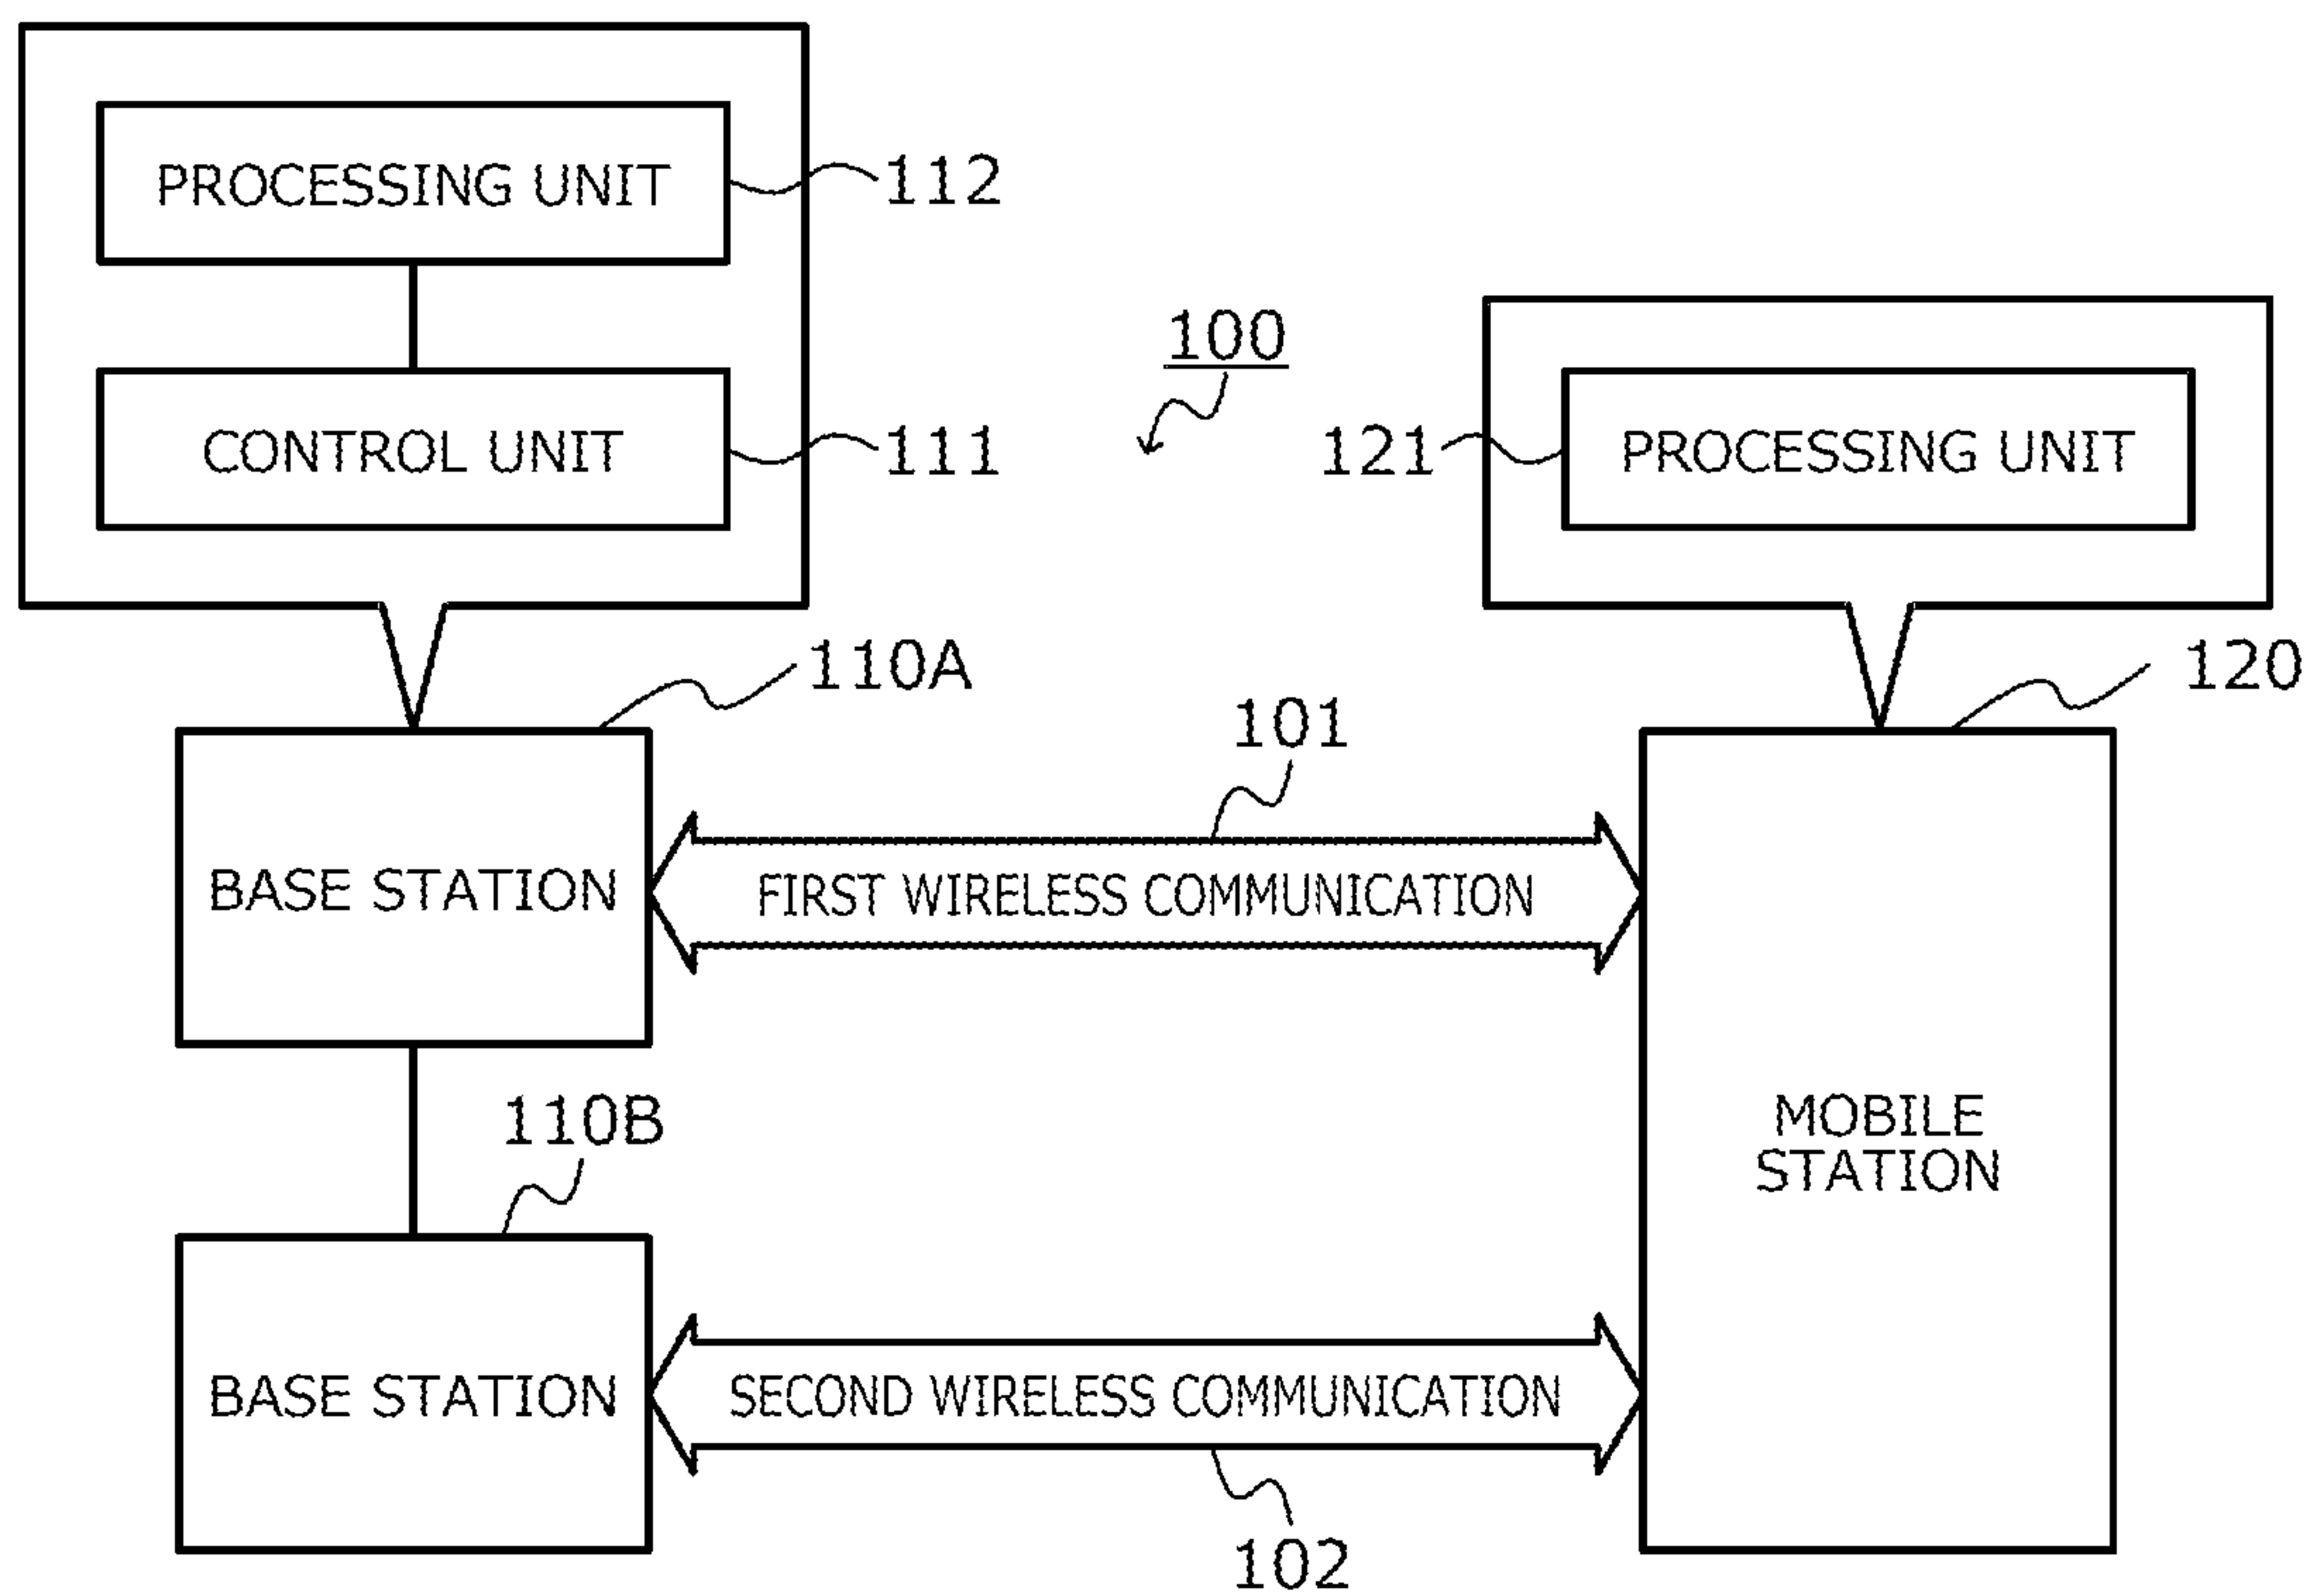 PROCESSING UNIT
112
100
CONTROL UNIT
111
121
PROCESSING UNIT
110A
120
101
BASE STATION
FIRST WIRELESS COMMUNICATION
110B
MOBILE
STATION
BASE STATION
SECOND WIRELESS COMMUNICATION
102